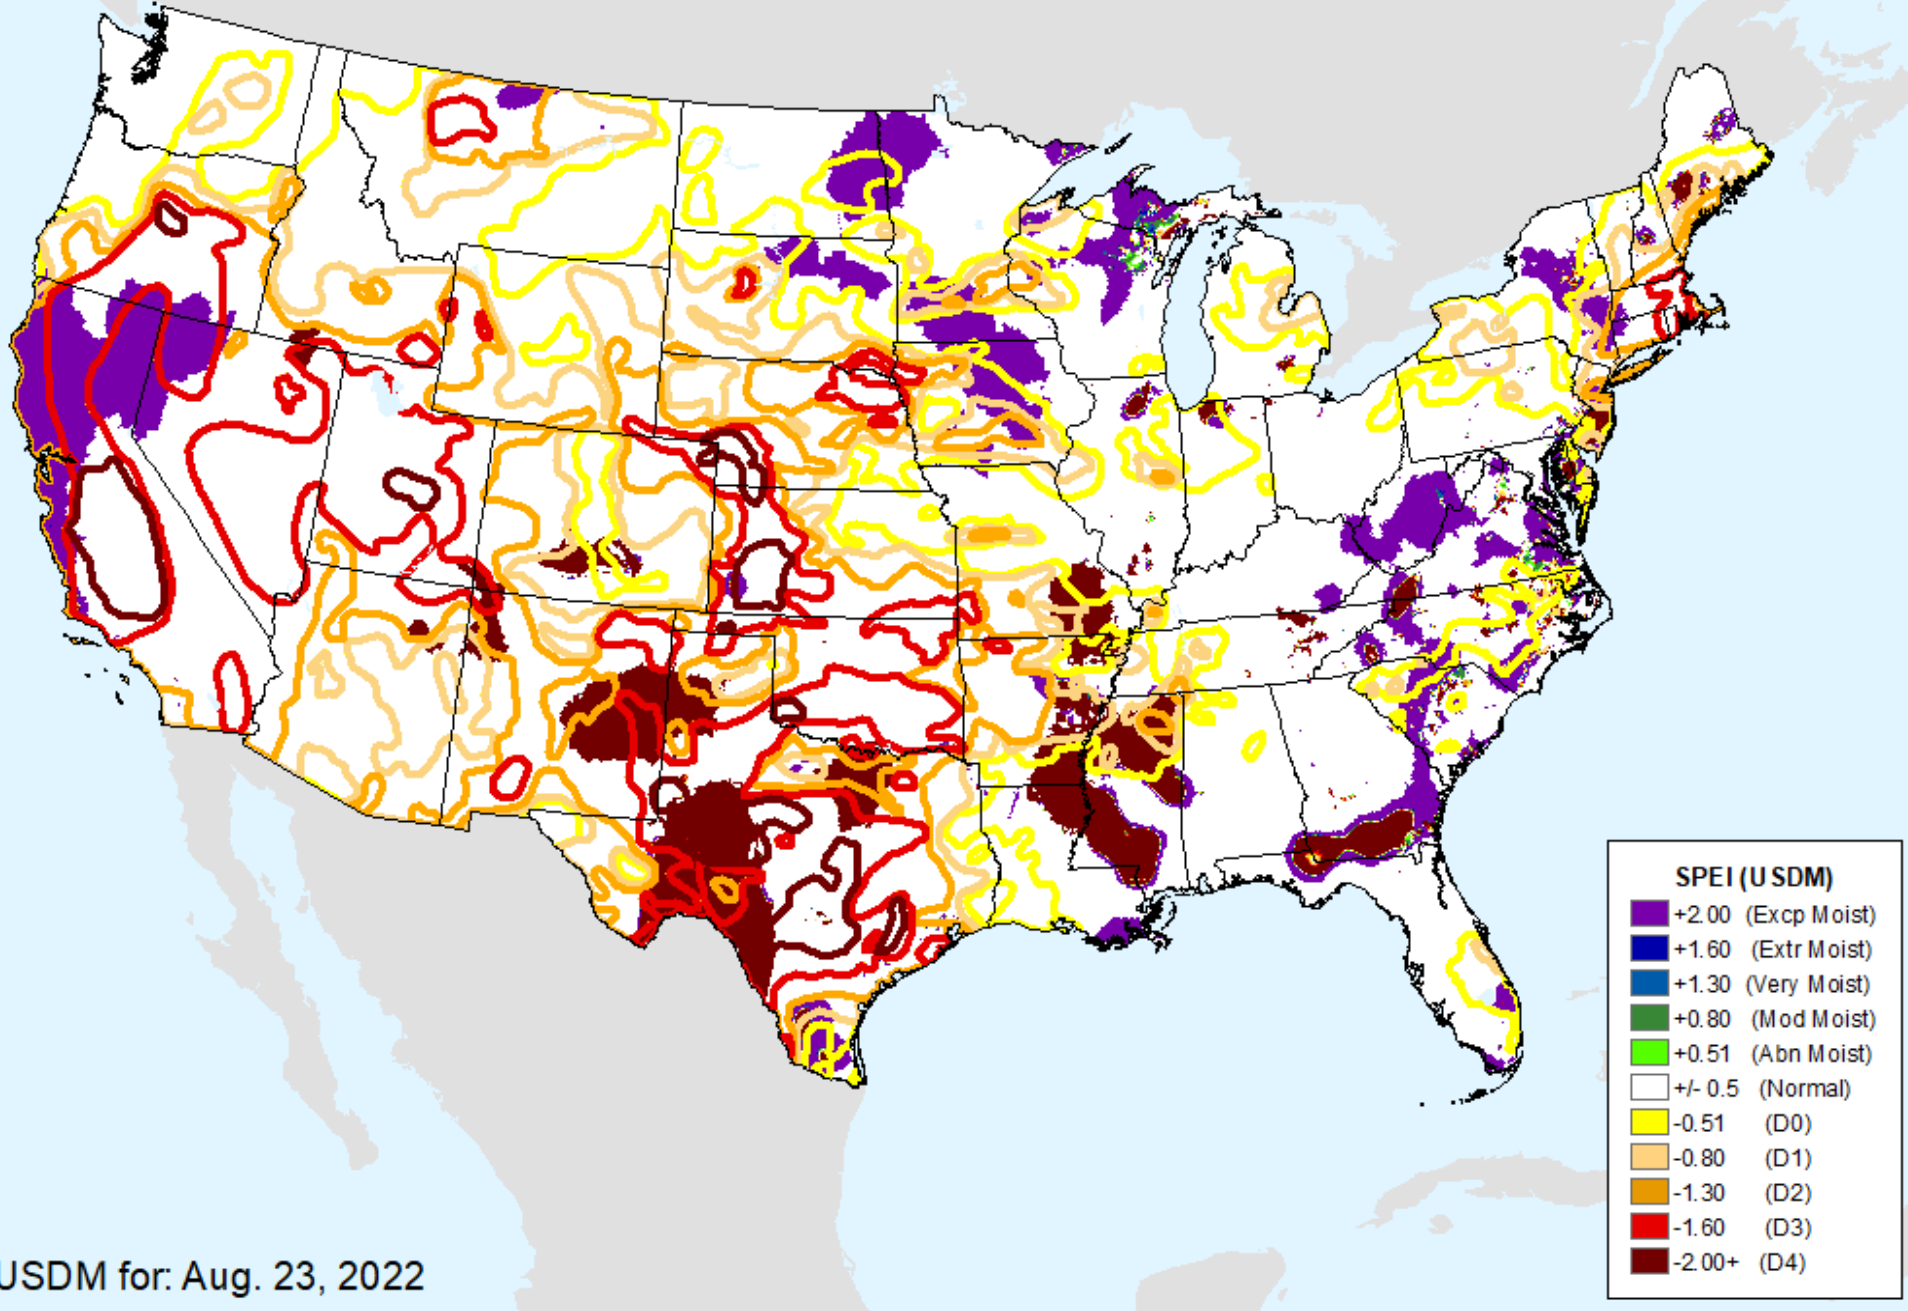 SPEI (USDM)
+2.00 (Excp Moist)
+1.60 (Extr Moist)
+1.30 (Very Moist)
+0.80 (Mod Moist)
+0.51 (Abn Moist)
+/- 0.5 (Normal)
-0.51 (D0)
-0.80 (D1)
-1.30 (D2)
-1.60 (D3)
-2.00+ (D4)
USDM for: Aug. 23, 2022